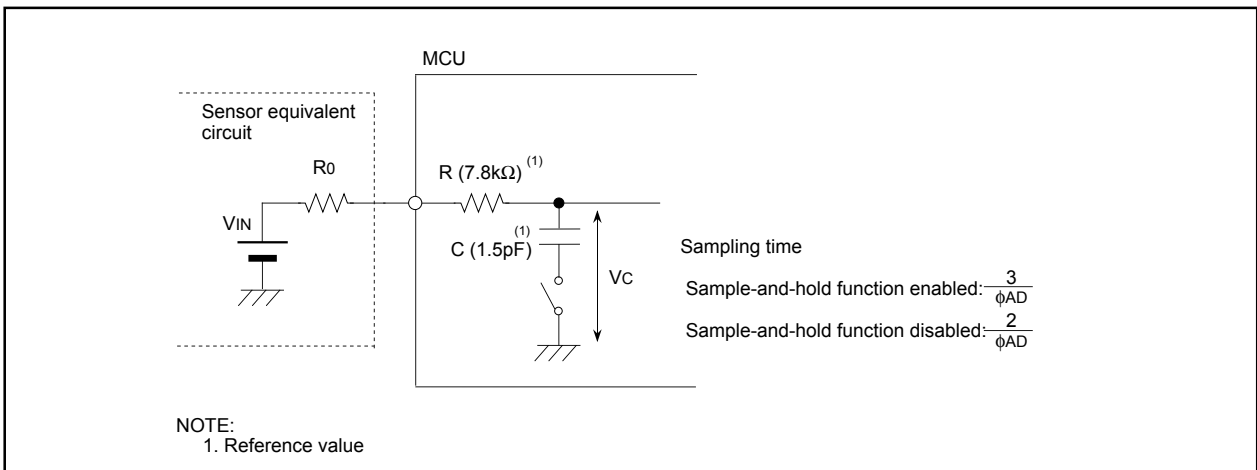 MCU
Sensor equivalent
circuit
R0
R (7.8kΩ) (1)
VIN
(1)
C (1.5pF)
VC
Sampling time
Sample-and-hold function enabled: 3
ϕAD
Sample-and-hold function disabled: 2
ϕAD
NOTE:
1. Reference value